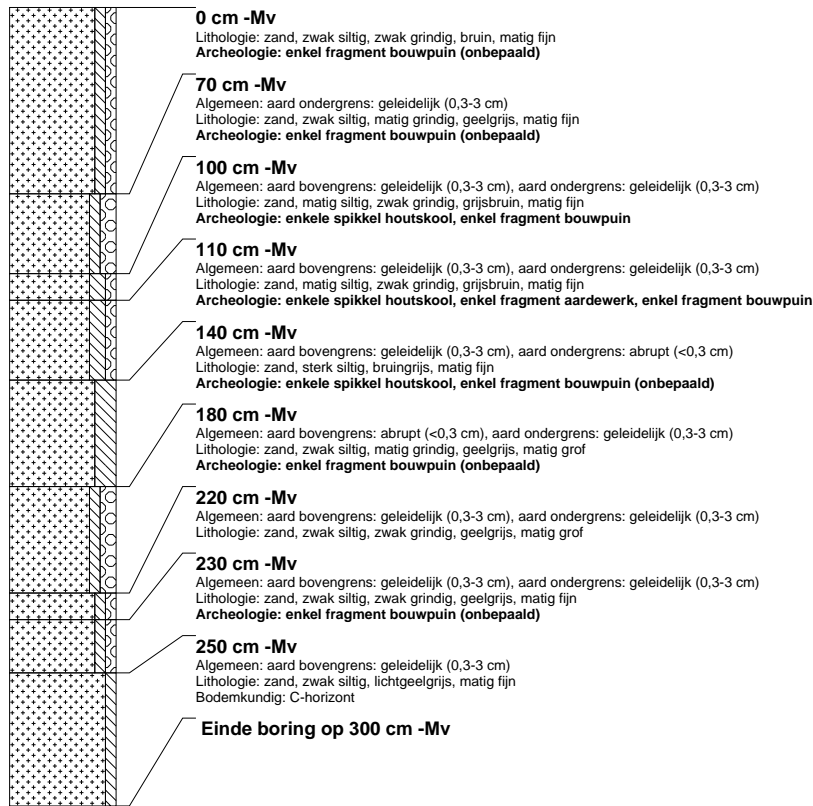 0 cm -Mv
Lithologie: zand, zwak siltig, zwak grindig, bruin, matig fijn
Archeologie: enkel fragment bouwpuin (onbepaald)
70 cm -Mv
Algemeen: aard ondergrens: geleidelijk (0,3-3 cm)
Lithologie: zand, zwak siltig, matig grindig, geelgrijs, matig fijn
Archeologie: enkel fragment bouwpuin (onbepaald)
100 cm -Mv
Algemeen: aard bovengrens: geleidelijk (0,3-3 cm), aard ondergrens: geleidelijk (0,3-3 cm)
Lithologie: zand, matig siltig, zwak grindig, grijsbruin, matig fijn
Archeologie: enkele spikkel houtskool, enkel fragment bouwpuin
110 cm -Mv
Algemeen: aard bovengrens: geleidelijk (0,3-3 cm), aard ondergrens: geleidelijk (0,3-3 cm)
Lithologie: zand, matig siltig, zwak grindig, grijsbruin, matig fijn
Archeologie: enkele spikkel houtskool, enkel fragment aardewerk, enkel fragment bouwpuin
140 cm -Mv
Algemeen: aard bovengrens: geleidelijk (0,3-3 cm), aard ondergrens: abrupt (<0,3 cm)
Lithologie: zand, sterk siltig, bruingrijs, matig fijn
Archeologie: enkele spikkel houtskool, enkel fragment bouwpuin (onbepaald)
180 cm -Mv
Algemeen: aard bovengrens: abrupt (<0,3 cm), aard ondergrens: geleidelijk (0,3-3 cm)
Lithologie: zand, zwak siltig, matig grindig, geelgrijs, matig grof
Archeologie: enkel fragment bouwpuin (onbepaald)
220 cm -Mv
Algemeen: aard bovengrens: geleidelijk (0,3-3 cm), aard ondergrens: geleidelijk (0,3-3 cm)
Lithologie: zand, zwak siltig, zwak grindig, geelgrijs, matig grof
230 cm -Mv
Algemeen: aard bovengrens: geleidelijk (0,3-3 cm), aard ondergrens: geleidelijk (0,3-3 cm)
Lithologie: zand, zwak siltig, zwak grindig, geelgrijs, matig fijn
Archeologie: enkel fragment bouwpuin (onbepaald)
250 cm -Mv
Algemeen: aard bovengrens: geleidelijk (0,3-3 cm)
Lithologie: zand, zwak siltig, lichtgeelgrijs, matig fijn
Bodemkundig: C-horizont
Einde boring op 300 cm -Mv